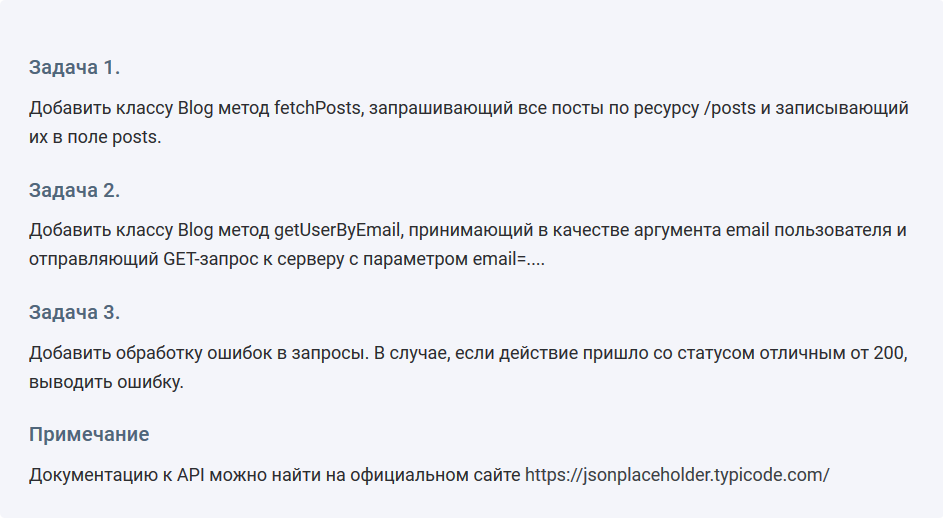 Задача 1.
Добавить классу Blog метод fetchPosts, запрашивающий все посты по ресурсу /posts и записывающий
их в поле posts.
Задача 2.
Добавить классу Blog метод getUserByEmail, принимающий в качестве аргумента email пользователя и
отправляющий GET-запрос к серверу с параметром email=....
Задача 3.
Добавить обработку ошибок в запросы. В случае, если действие пришло со статусом отличным от 200,
выводить ошибку.
Примечание
Документацию к API можно найти на официальном сайте https://jsonplaceholder.typicode.com/